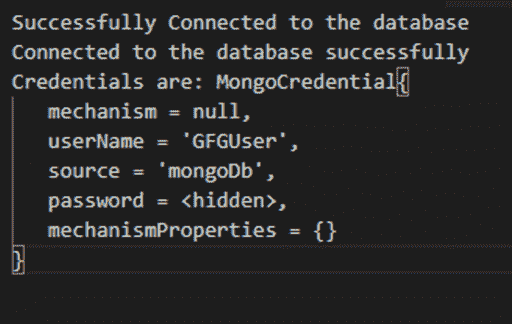 Successfully Connected to the database
Connected to the database successfully
Credentials are: MongoCredential{
mechanism = null,
userName = 'GFGUser',
source = 'mongoDb',
password = <hidden>,
mechanismProperties = {}
}